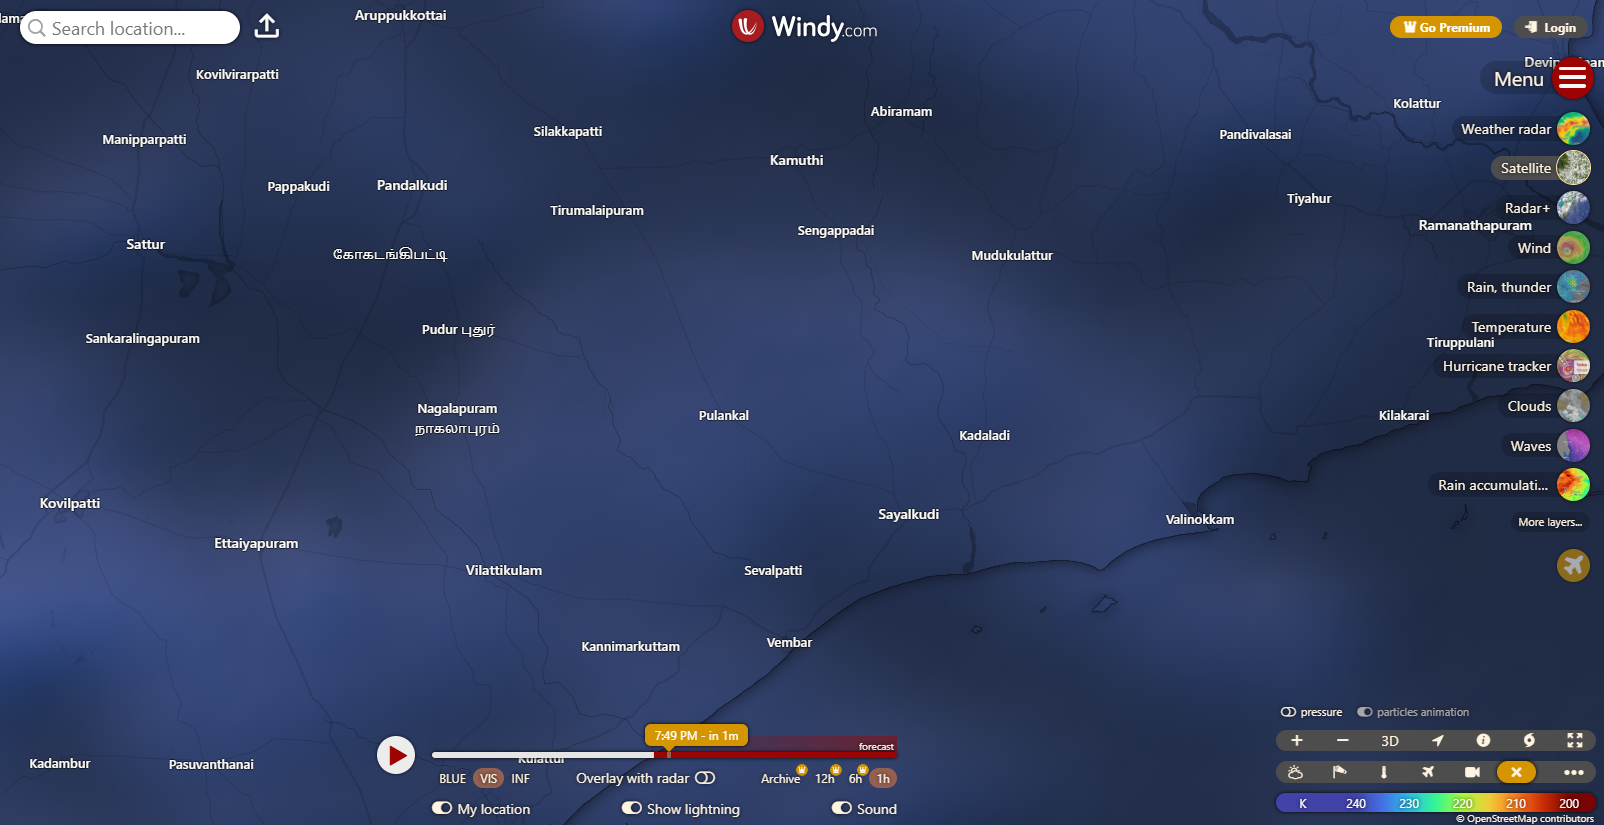 Search location...
Windy.com
Go Premium
Login
Menu
Weather radar
Satellite
Radar+
Wind
Rain, thunder
Temperature
Hurricane tracker
Clouds
Waves
Rain accumulati...
More layers...
Aruppukkottai
Kovilvirarpatti
Kolattur
Abiramam
Silakkapatti
Pandivalasai
Manipparpatti
Kamuthi
Pappakudi
Pandalkudi
Tiyahur
Tirumalaipuram
Ramanathapuram
Sengappadai
Sattur
கோகடங்கிபட்டி
Mudukulattur
Pudur புதுர்
Sankaralingapuram
Tiruppulani
Nagalapuram
நாகலாபுரம்
Pulankal
Kilakarai
Kadaladi
Kovilpatti
Sayalkudi
Valinokkam
Ettaiyapuram
Vilattikulam
Sevalpatti
Vembar
Kannimarkuttam
Kadambur
Pasuvanthanai
7:49 PM - in 1m
forecast
BLUE VIS INF
Overlay with radar
Archive 12h 6h 1h
My location
Show lightning
Sound
pressure
particles animation
+ − 3D
K 240 230 220 210 200
© OpenStreetMap contributors